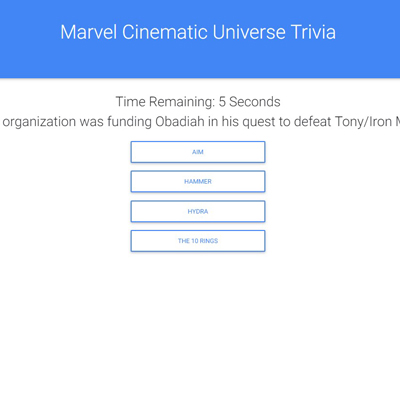 Marvel Cinematic Universe Trivia
Time Remaining: 5 Seconds
organization was funding Obadiah in his quest to defeat Tony/Iron
AIM
HAMMER
HYDRA
THE 10 RINGS